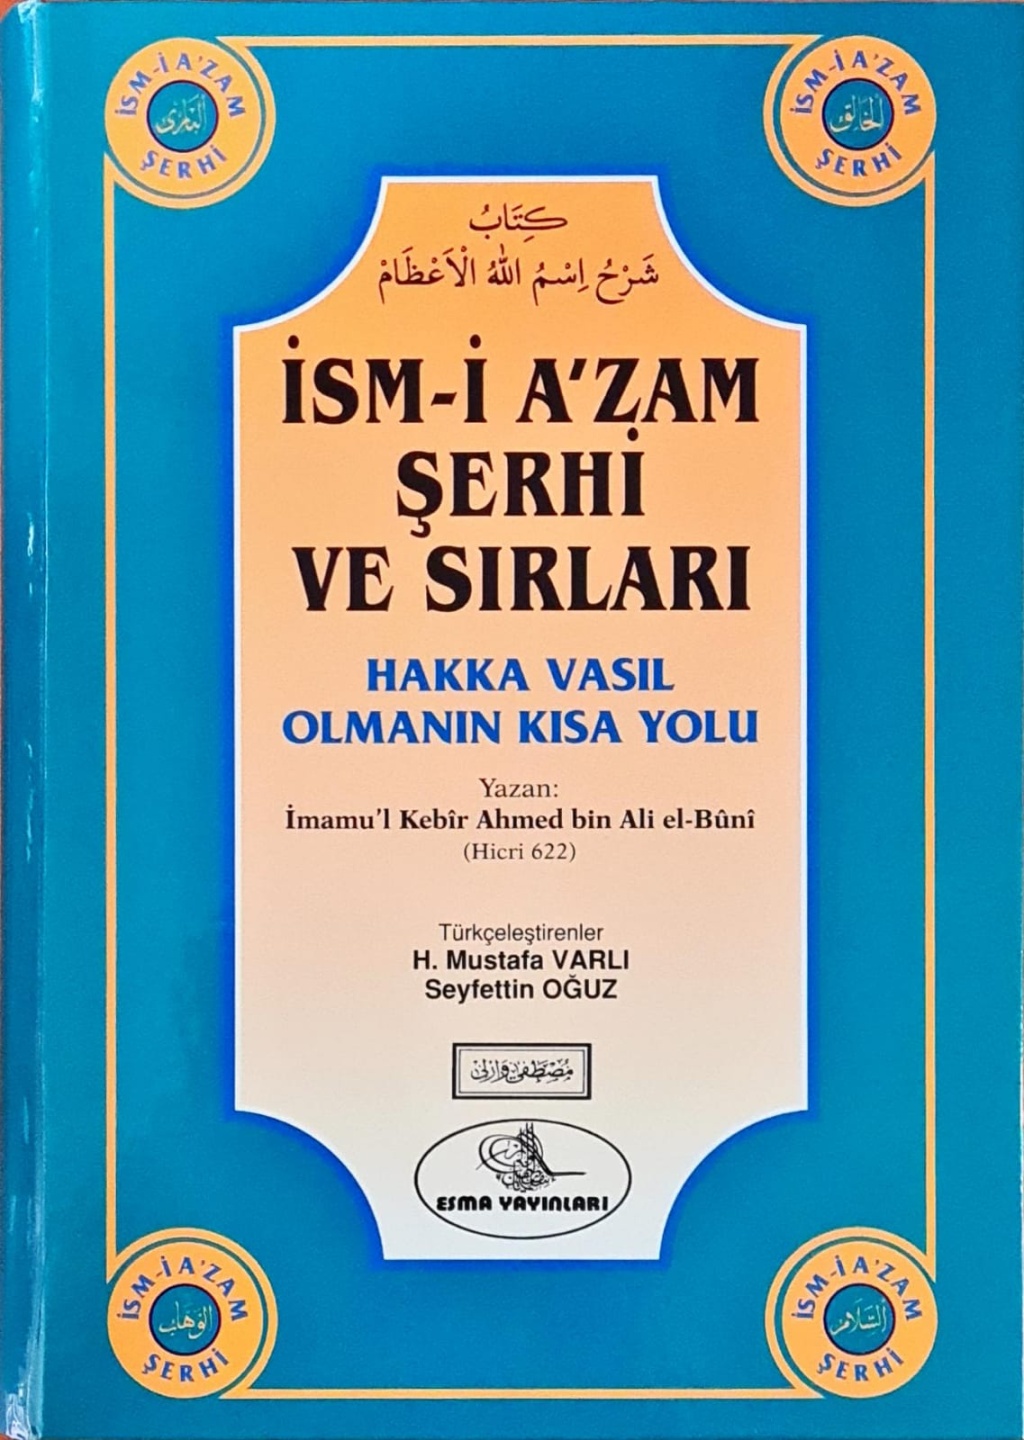 İSM-İ A'ZAM
البارئ
ŞERHİ
İSM-İ A'ZAM
الخالق
ŞERHİ
كِتَابُ
شَرْحُ اِسْمُ اللهُ الْاَعْظَامْ
İSM-İ A'ZAM
ŞERHİ
VE SIRLARI
HAKKA VASIL
OLMANIN KISA YOLU
Yazan:
İmamu'l Kebîr Ahmed bin Ali el-Bûnî
(Hicri 622)
Türkçeleştirenler
H. Mustafa VARLI
Seyfettin OĞUZ
مُصْطَفَى وَارْلِى
ESMA YAYINLARI
İSM-İ A'ZAM
الوهاب
ŞERHİ
İSM-İ A'ZAM
السلام
ŞERHİ